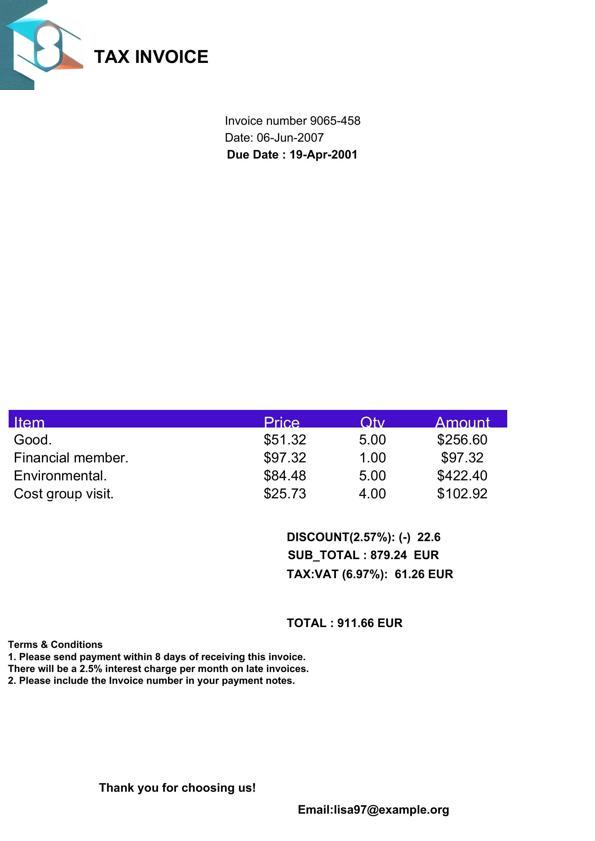 TAX INVOICE
Invoice number 9065-458
Date: 06-Jun-2007
Due Date : 19-Apr-2001
Item Price Qty Amount
Good. $51.32 5.00 $256.60
Financial member. $97.32 1.00 $97.32
Environmental. $84.48 5.00 $422.40
Cost group visit. $25.73 4.00 $102.92
DISCOUNT(2.57%): (-) 22.6
SUB_TOTAL : 879.24 EUR
TAX:VAT (6.97%): 61.26 EUR
TOTAL : 911.66 EUR
Terms & Conditions
1. Please send payment within 8 days of receiving this invoice.
There will be a 2.5% interest charge per month on late invoices.
2. Please include the Invoice number in your payment notes.
Thank you for choosing us!
Email:lisa97@example.org